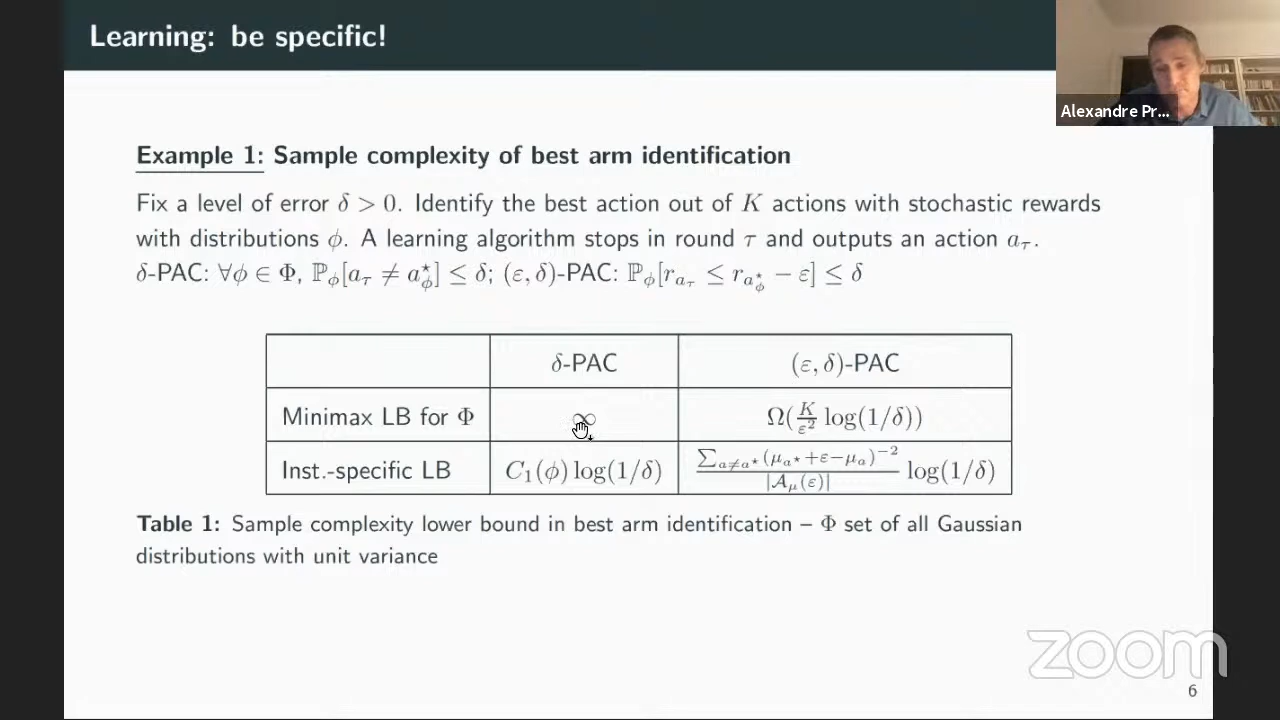 Learning: be specific!
Alexandre Pr...
Example 1: Sample complexity of best arm identification
Fix a level of error δ > 0. Identify the best action out of K actions with stochastic rewards
with distributions ϕ. A learning algorithm stops in round τ and outputs an action a_τ.
δ-PAC: ∀ϕ ∈ Φ, ℙ_ϕ[a_τ ≠ a^⋆_ϕ] ≤ δ; (ε, δ)-PAC: ℙ_ϕ[r_{a_τ} ≤ r_{a^⋆_ϕ} − ε] ≤ δ
δ-PAC (ε, δ)-PAC
Minimax LB for Φ ∞ Ω(K/ε² log(1/δ))
Inst.-specific LB C₁(ϕ) log(1/δ) ∑_{a≠a⋆}(μ_{a⋆}+ε−μ_a)^{−2}/|𝒜_μ(ε)| log(1/δ)
Table 1: Sample complexity lower bound in best arm identification – Φ set of all Gaussian
distributions with unit variance
zoom
6